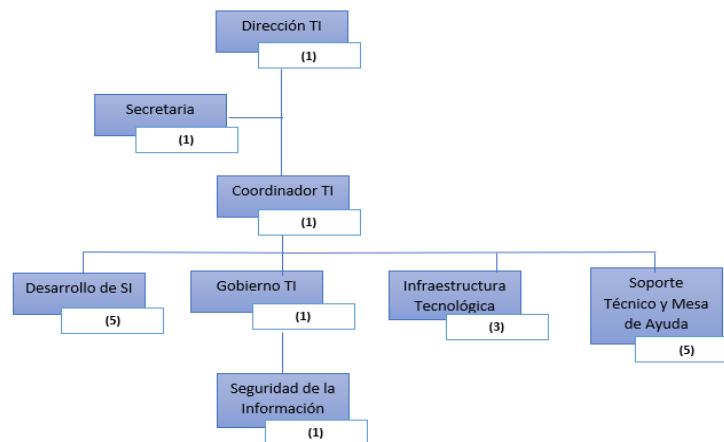 Dirección TI
(1)
Secretaria
(1)
Coordinador TI
(1)
Desarrollo de SI
(5)
Gobierno TI
(1)
Infraestructura
Tecnológica
(3)
Soporte
Técnico y Mesa
de Ayuda
(5)
Seguridad de la
Información
(1)